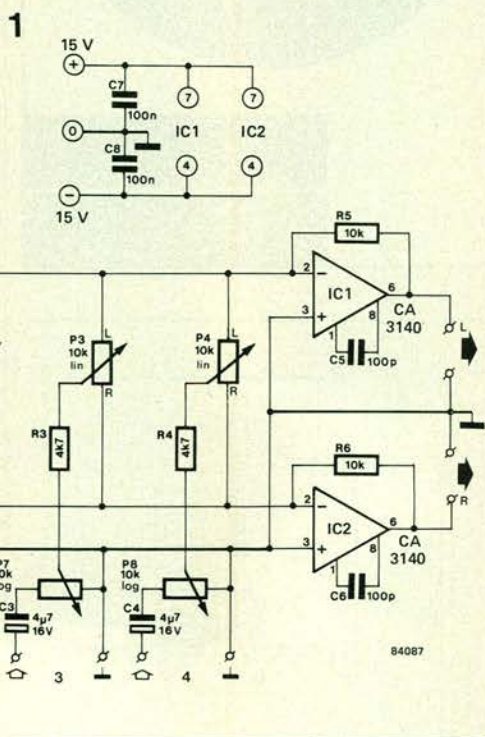 1
15 V
+
C7
100n
7
7
0
IC1
IC2
C8
100n
4
4
−
15 V
R5
10k
2
−
IC1
6
3
+
8
CA
3140
1
C5
100p
L
P3
10k
lin
L
R
P4
10k
lin
L
R
R3
4k7
R4
4k7
R6
10k
R
2
−
IC2
6
3
+
8
CA
3140
1
C6
100p
P7
0k
og
P8
10k
log
C3
4µ7
16V
C4
4µ7
16V
84087
3
4